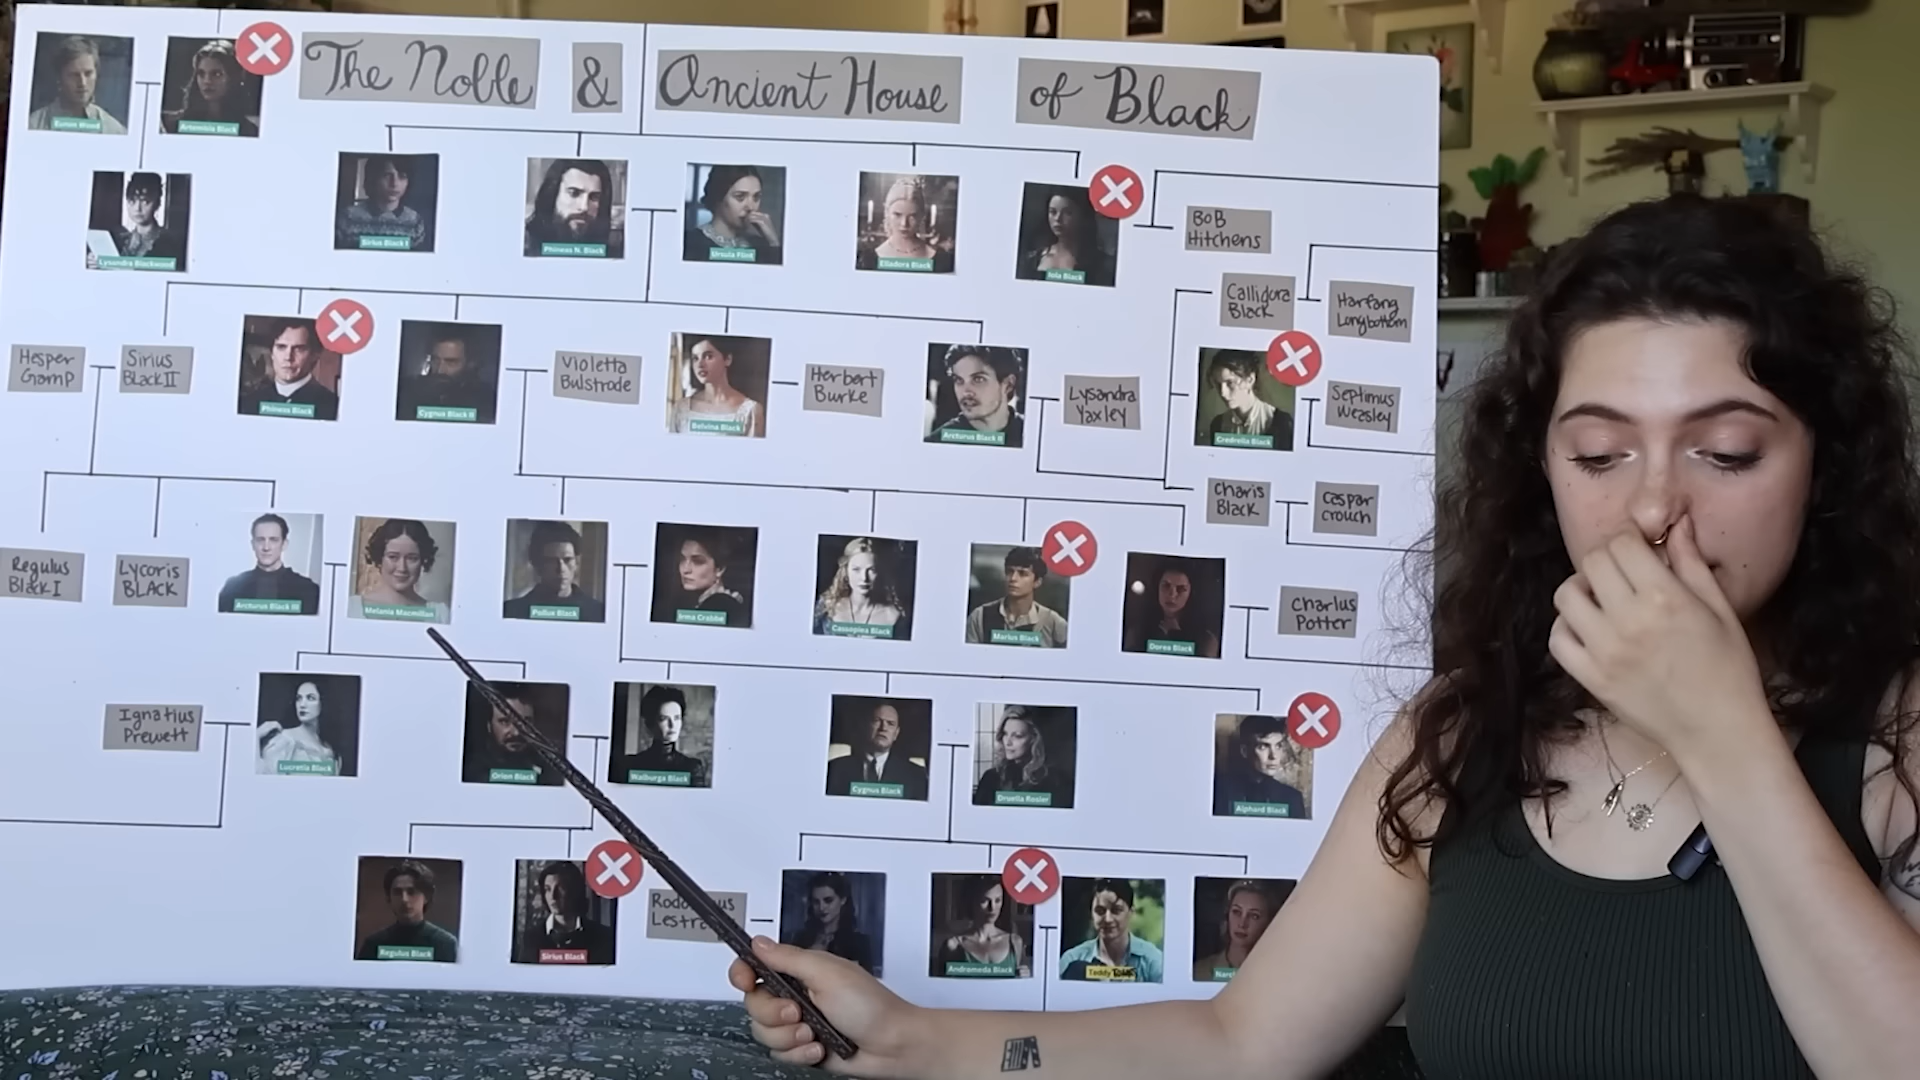 The Noble & Ancient House of Black
Artemisia Black
Lysandra Blackwood
Sirius Black I
Phineas N. Black
Ursula Flint
Elladora Black
Isla Black
Bob
Hitchens
Callidora
Black
Harfang
Longbottom
Hesper
Gamp
Sirius
Black II
Phineas Black
Cygnus Black II
Violetta
Bulstrode
Belvina Black
Herbert
Burke
Arcturus Black II
Lysandra
Yaxley
Cedrella Black
Septimus
Weasley
Charis
Black
Caspar
Crouch
Regulus
Black I
Lycoris
BLACK
Arcturus Black III
Melania Macmillan
Pollux Black
Irma Crabbe
Cassiopeia Black
Marius Black
Dorea Black
Charlus
Potter
Ignatius
Prewett
Lucretia Black
Orion Black
Walburga Black
Cygnus Black
Druella Rosier
Alphard Black
Regulus Black
Sirius Black
Andromeda Black
Teddy Tonks